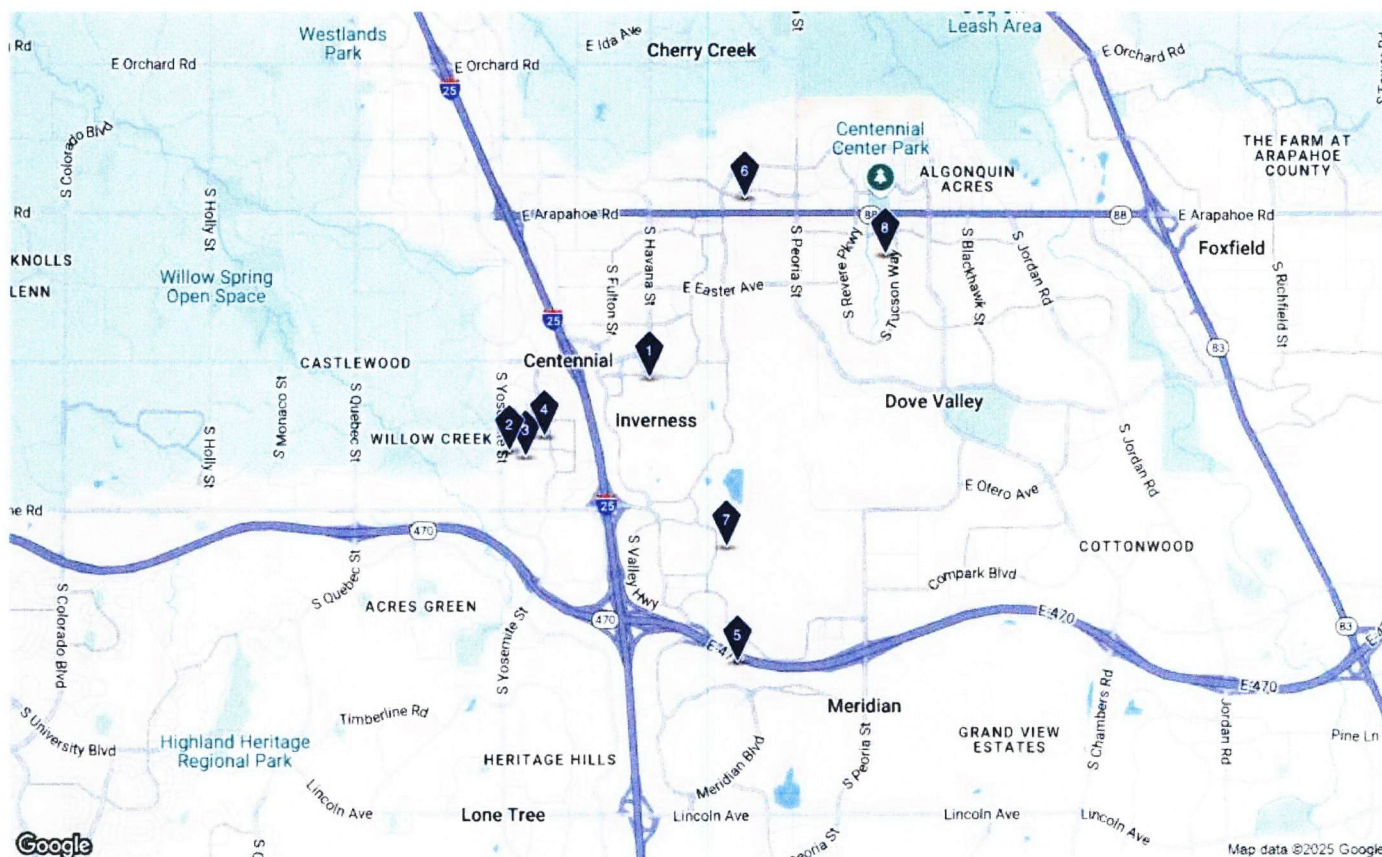 Westlands
Park
E Ida Ave
Cherry Creek
Leash Area
E Orchard Rd
E Orchard Rd
E Orchard Rd
25
S Colorado Blvd
S Holly St
Centennial
Center Park
6
ALGONQUIN
ACRES
THE FARM AT
ARAPAHOE
COUNTY
Rd
E Arapahoe Rd
88
8
88
E Arapahoe Rd
Foxfield
KNOLLS
LENN
Willow Spring
Open Space
S Fulton St
S Havana St
E Easter Ave
S Peoria St
S Revere Pkwy
S Tucson Way
S Blackhawk St
S Jordan Rd
S Richfield St
25
83
CASTLEWOOD
Centennial
1
S Monaco St
S Quebec St
Dove Valley
Inverness
2
3
4
WILLOW CREEK
S Holly St
S Jordan Rd
E Otero Ave
25
7
470
S Valley Hwy
COTTONWOOD
Compark Blvd
S Quebec St
ACRES GREEN
S Colorado Blvd
S Yosemite St
470
5
E-470
83
E-470
Meridian
Timberline Rd
S University Blvd
Highland Heritage
Regional Park
HERITAGE HILLS
Meridian Blvd
S Peoria St
GRAND VIEW
ESTATES
S Chambers Rd
Jordan Rd
Pine Ln
Lincoln Ave
Lone Tree
Lincoln Ave
Lincoln Ave
Lincoln Ave
Google
Peoria St
Map data ©2025 Google